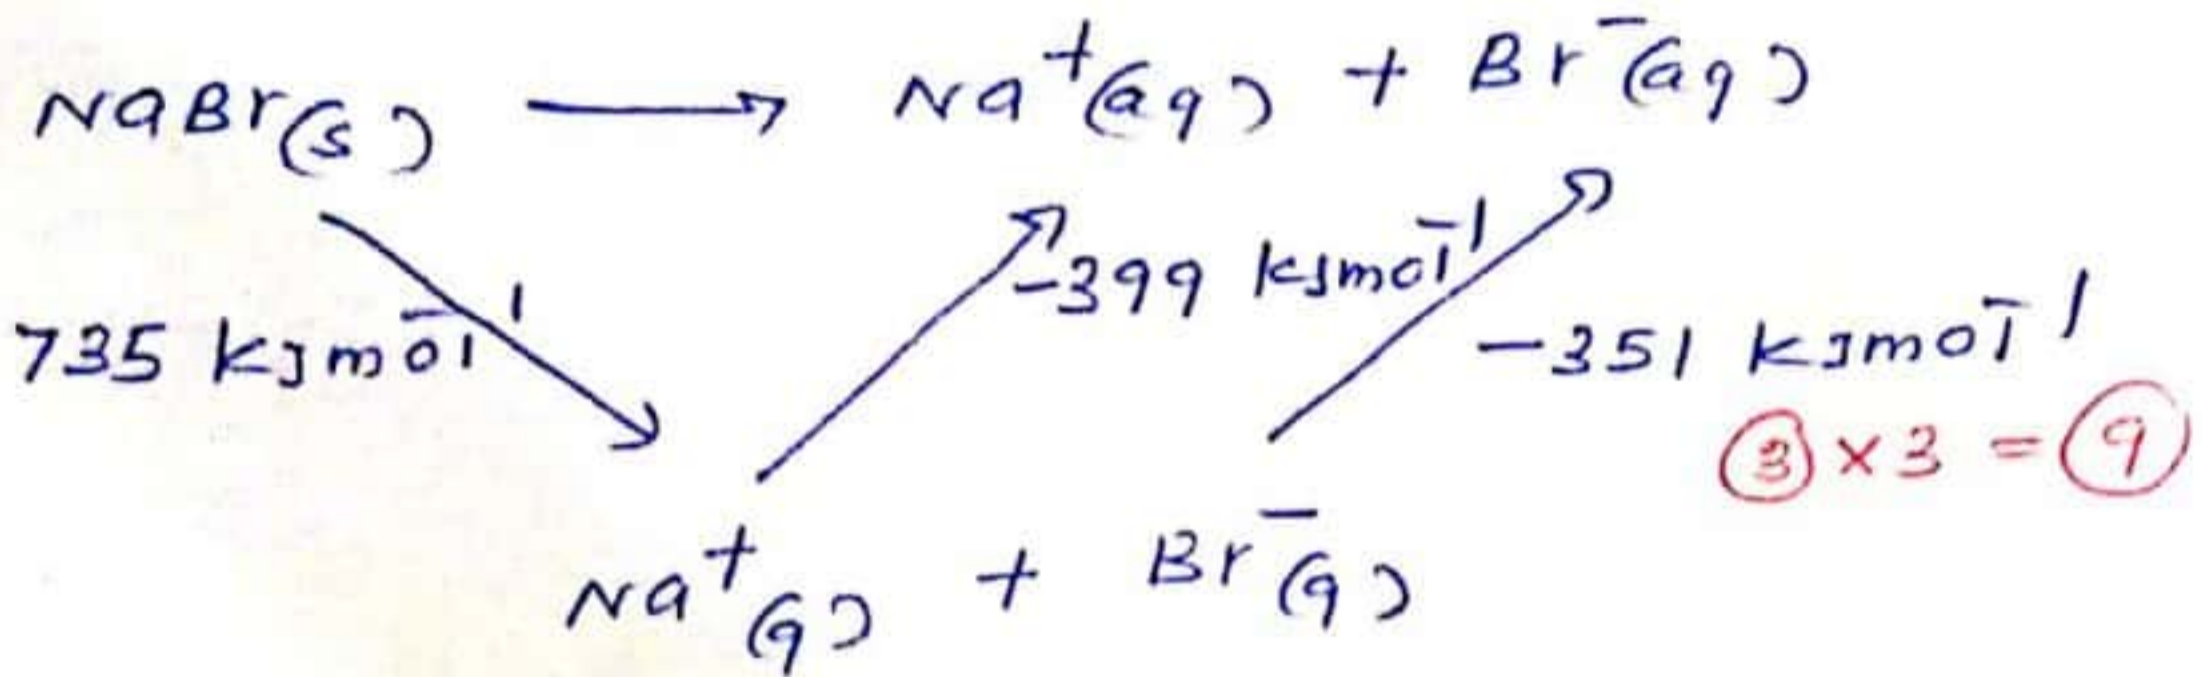 NaBr(s) ⟶ Na⁺(aq) + Br⁻(aq)
735 kJmol⁻¹
-399 kJmol⁻¹
-351 kJmol⁻¹
③ × 3 = ⑨
Na⁺(g) + Br⁻(g)